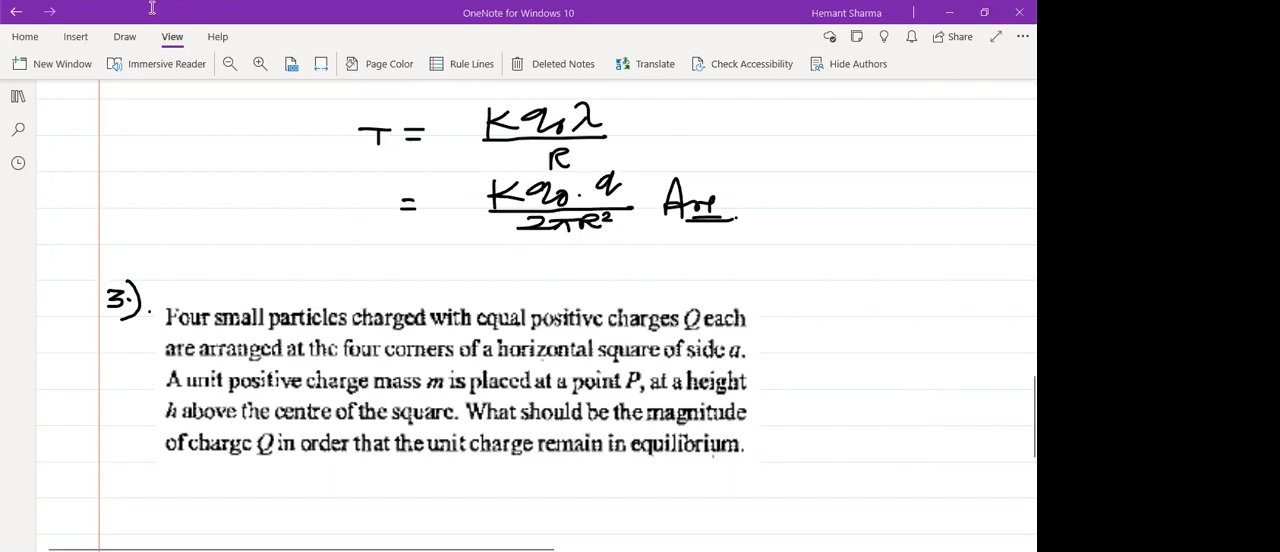 OneNote for Windows 10
Hemant Sharma
Home Insert Draw View Help
Share
New Window Immersive Reader Page Color Rule Lines Deleted Notes Translate Check Accessibility Hide Authors
T = Kq₀λ / R
= Kq₀·q / 2πR² Ans.
3.).
Four small particles charged with equal positive charges Q each
are arranged at the four corners of a horizontal square of side a.
A unit positive charge mass m is placed at a point P, at a height
h above the centre of the square. What should be the magnitude
of charge Q in order that the unit charge remain in equilibrium.